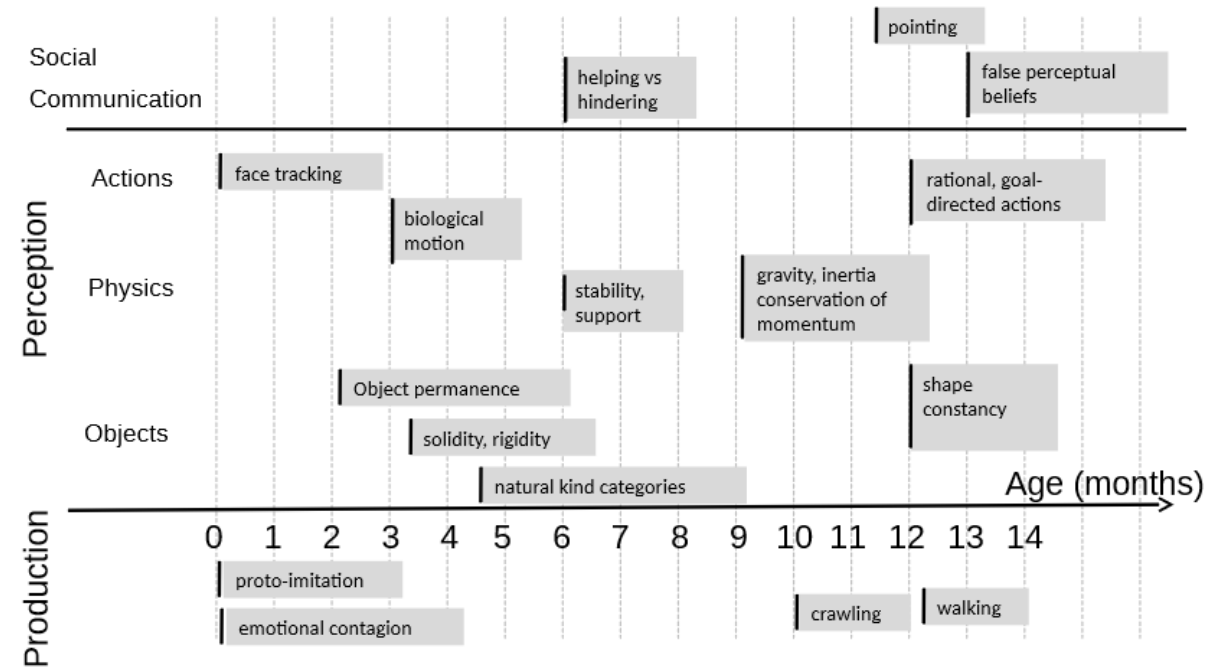 pointing
Social
Communication
helping vs
hindering
false perceptual
beliefs
Perception
Actions
face tracking
rational, goal-
directed actions
biological
motion
Physics
stability,
support
gravity, inertia
conservation of
momentum
Object permanence
shape
constancy
Objects
solidity, rigidity
natural kind categories
Age (months)
0 1 2 3 4 5 6 7 8 9 10 11 12 13 14
Production
proto-imitation
emotional contagion
crawling
walking